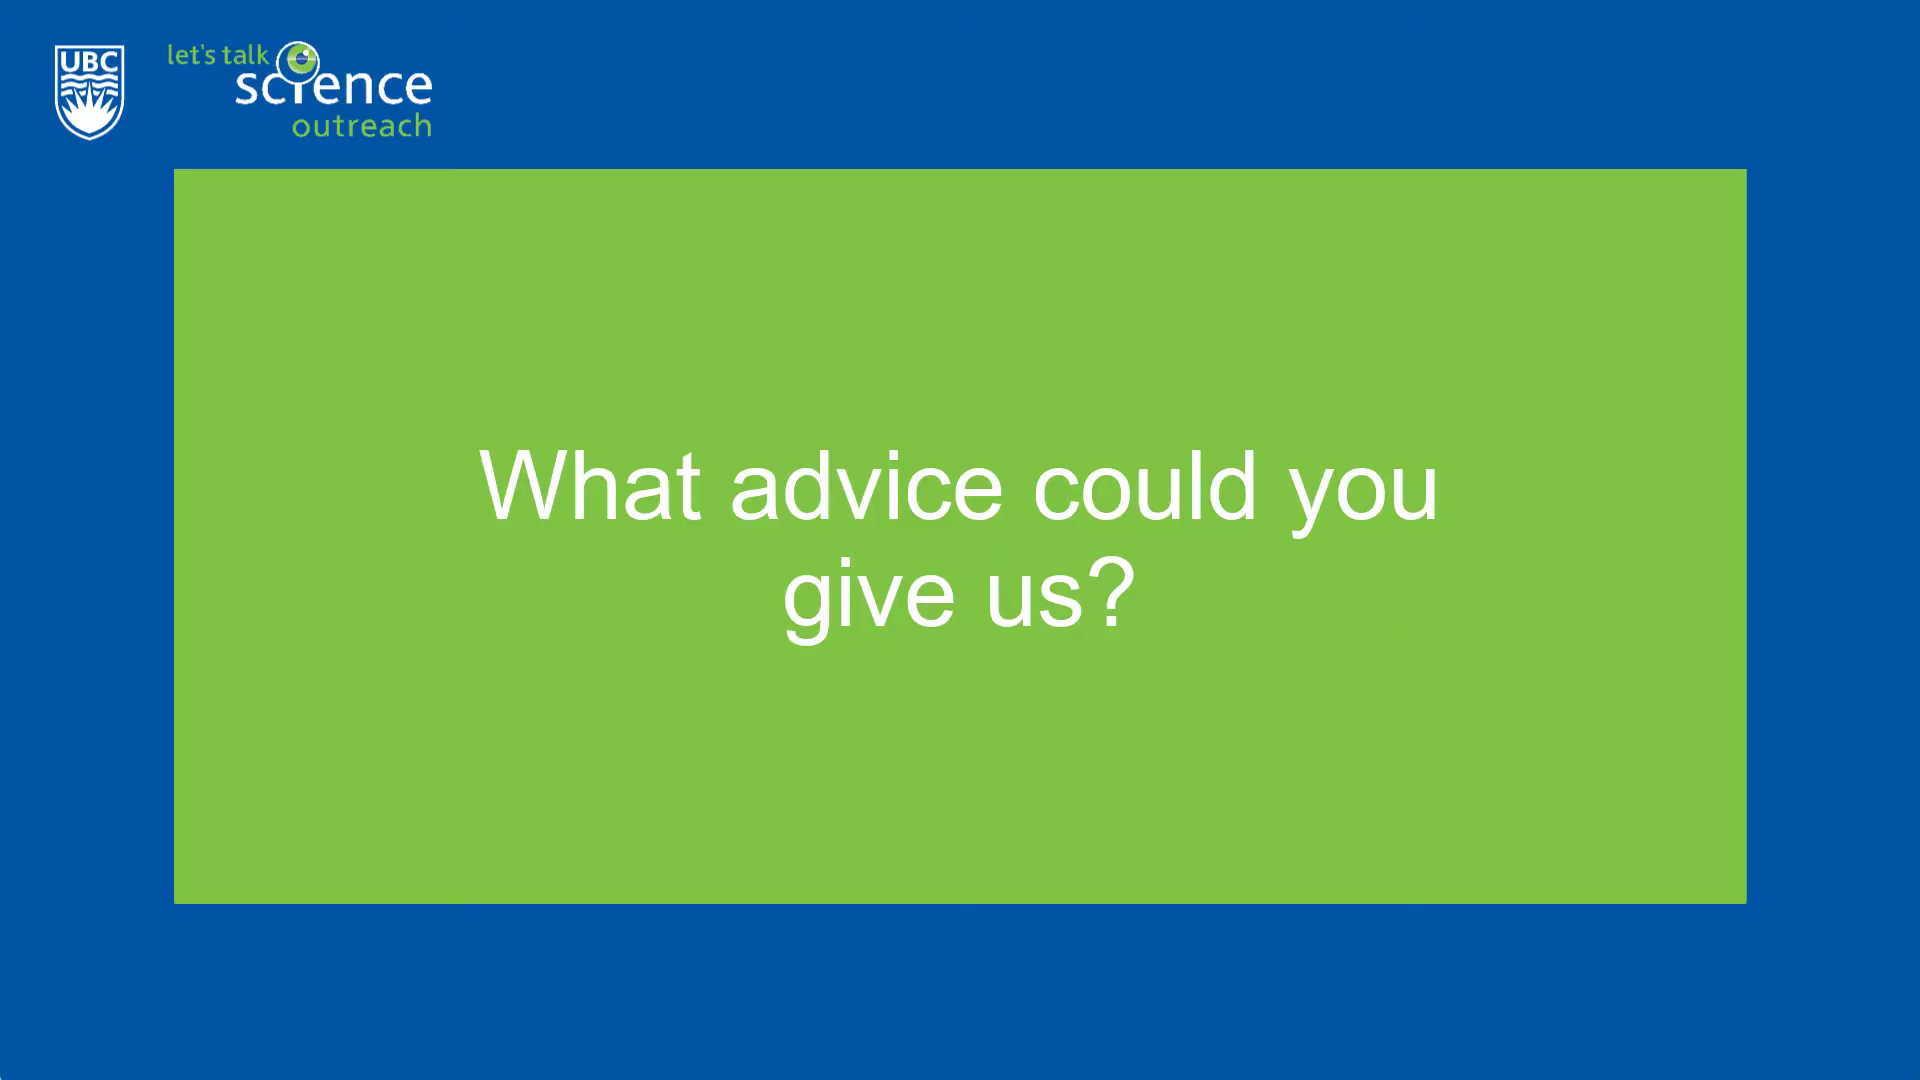 UBC
let's talk
science
outreach
What advice could you
give us?